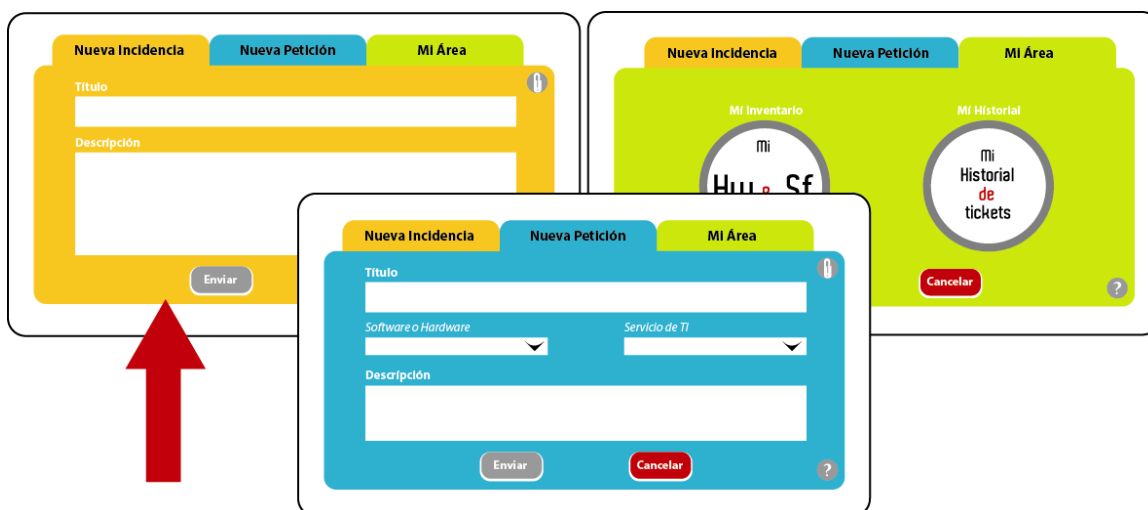 Nueva Incidencia Nueva Petición Mi Área
Título
Descripción
Enviar
Nueva Incidencia Nueva Petición Mi Área
Mi Inventario Mi Historial
Mi
Hw e Sf
Mi
Historial
de
tickets
Cancelar
?
Nueva Incidencia Nueva Petición Mi Área
Título
Software o Hardware Servicio de TI
Descripción
Enviar Cancelar
?